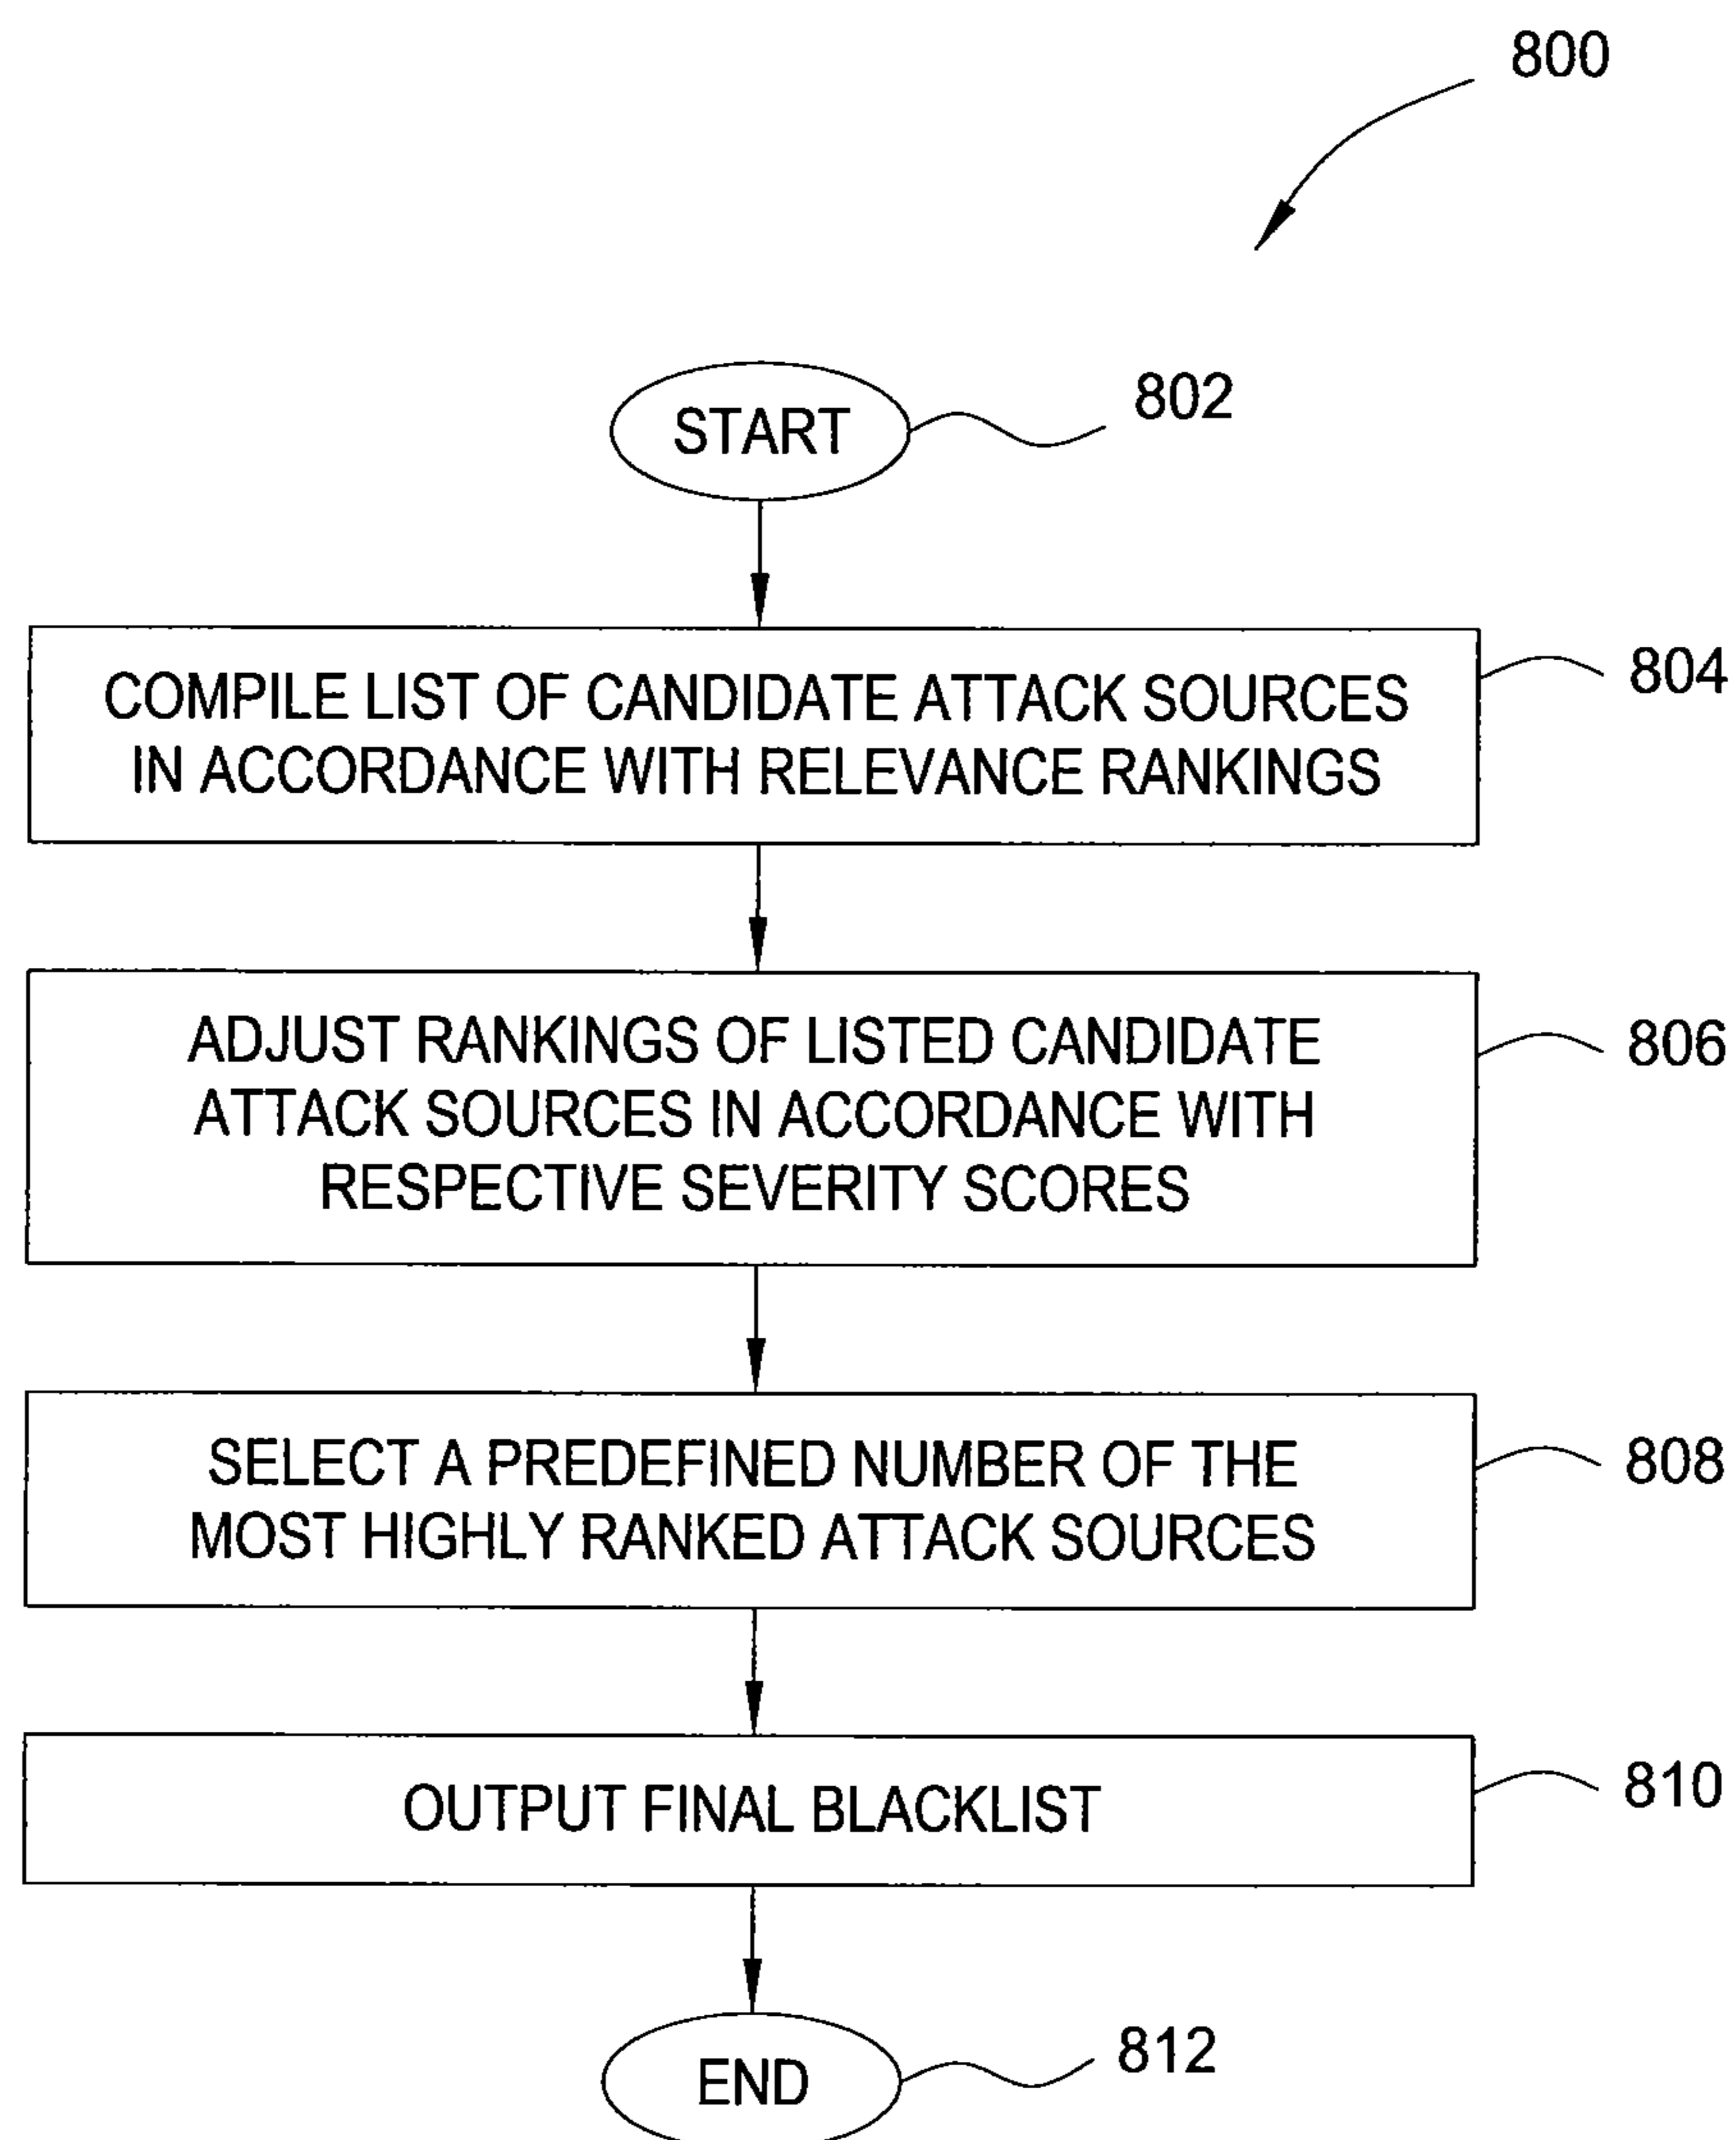 800
START
802
COMPILE LIST OF CANDIDATE ATTACK SOURCES
IN ACCORDANCE WITH RELEVANCE RANKINGS
804
ADJUST RANKINGS OF LISTED CANDIDATE
ATTACK SOURCES IN ACCORDANCE WITH
RESPECTIVE SEVERITY SCORES
806
SELECT A PREDEFINED NUMBER OF THE
MOST HIGHLY RANKED ATTACK SOURCES
808
OUTPUT FINAL BLACKLIST
810
END
812